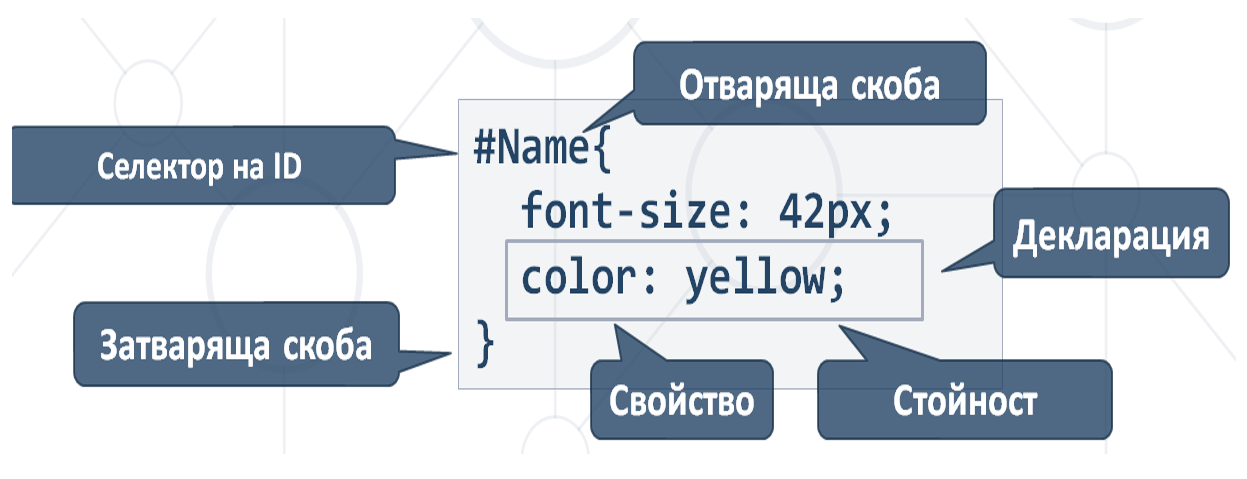 Отваряща скоба
Селектор на ID
#Name{
font-size: 42px;
Декларация
color: yellow;
Затваряща скоба
}
Свойство
Стойност